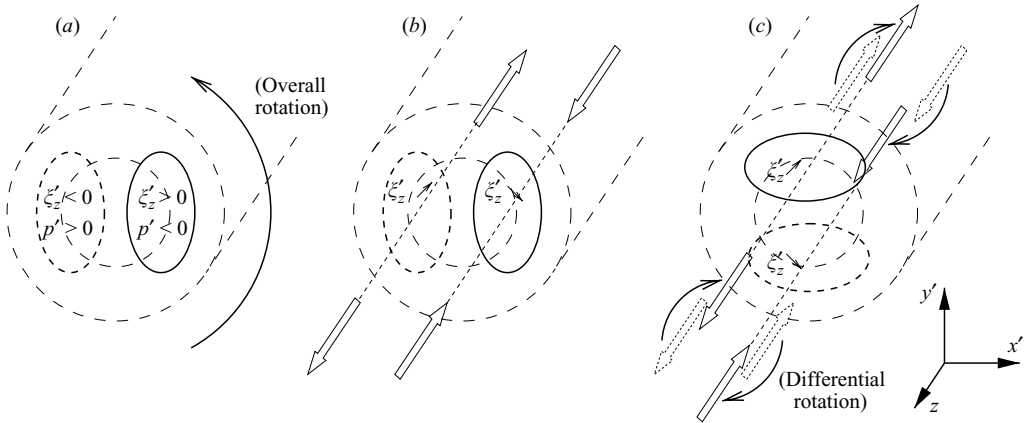 (a)
(Overall
rotation)
ξ′z < 0
p′ > 0
ξ′z > 0
p′ < 0
(b)
ξ′z
ξ′z
(c)
ξ′z
ξ′z
(Differential
rotation)
y′
x′
z